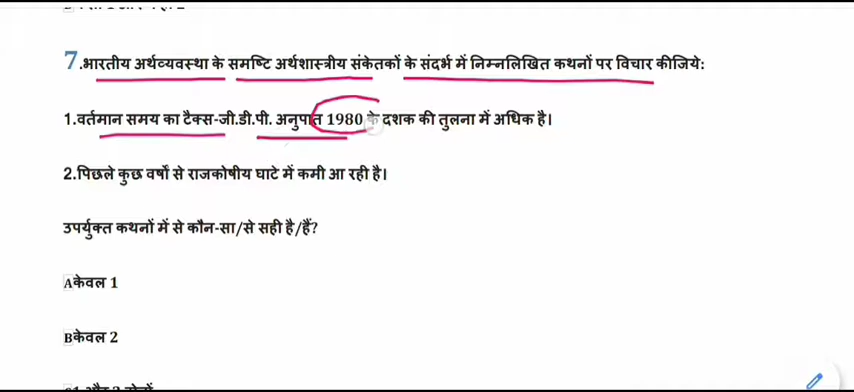 7.भारतीय अर्थव्यवस्था के समष्टि अर्थशास्त्रीय संकेतकों के संदर्भ में निम्नलिखित कथनों पर विचार कीजिये:
1.वर्तमान समय का टैक्स-जी.डी.पी. अनुपात 1980 के दशक की तुलना में अधिक है।
2.पिछले कुछ वर्षों से राजकोषीय घाटे में कमी आ रही है।
उपर्युक्त कथनों में से कौन-सा/से सही है/हैं?
Aकेवल 1
Bकेवल 2